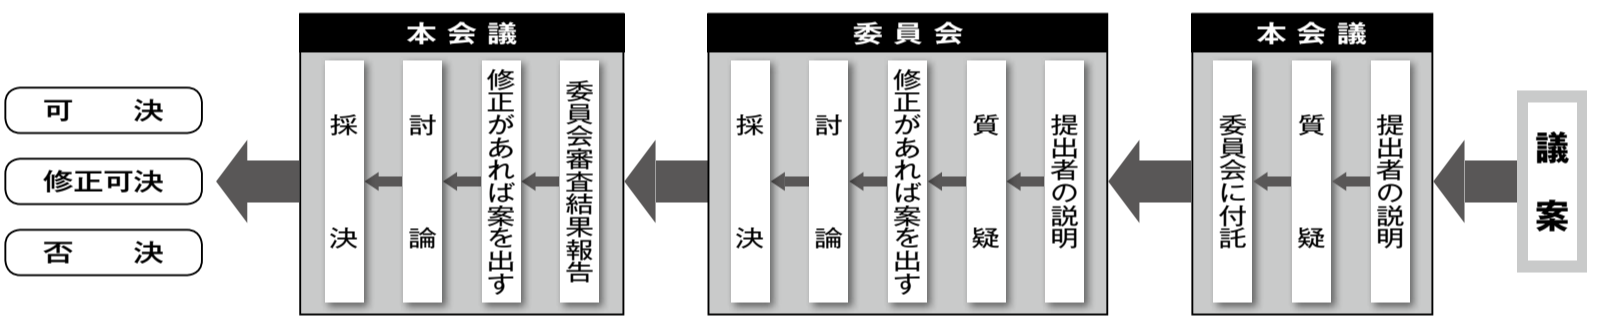 議案
本会議
提出者の説明
質疑
委員会に付託
委員会
提出者の説明
質疑
修正があれば案を出す
討論
採決
本会議
委員会審査結果報告
修正があれば案を出す
討論
採決
可決
修正可決
否決